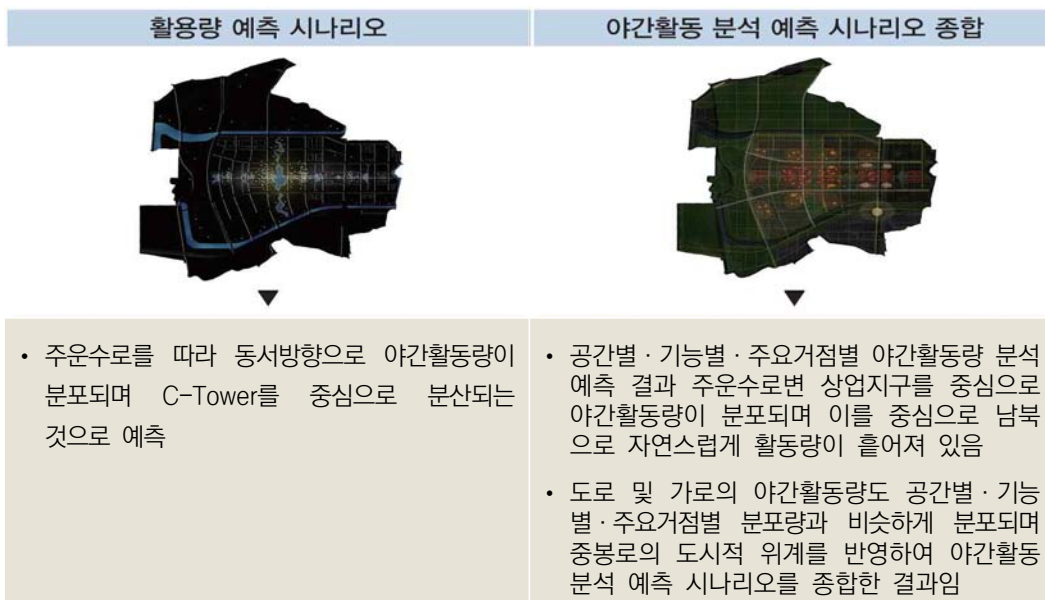 활용량 예측 시나리오
야간활동 분석 예측 시나리오 종합
• 주운수로를 따라 동서방향으로 야간활동량이
분포되며 C-Tower를 중심으로 분산되는
것으로 예측
• 공간별·기능별·주요거점별 야간활동량 분석
예측 결과 주운수로변 상업지구를 중심으로
야간활동량이 분포되며 이를 중심으로 남북
으로 자연스럽게 활동량이 흩어져 있음
• 도로 및 가로의 야간활동량도 공간별·기능
별·주요거점별 분포량과 비슷하게 분포되며
중봉로의 도시적 위계를 반영하여 야간활동
분석 예측 시나리오를 종합한 결과임